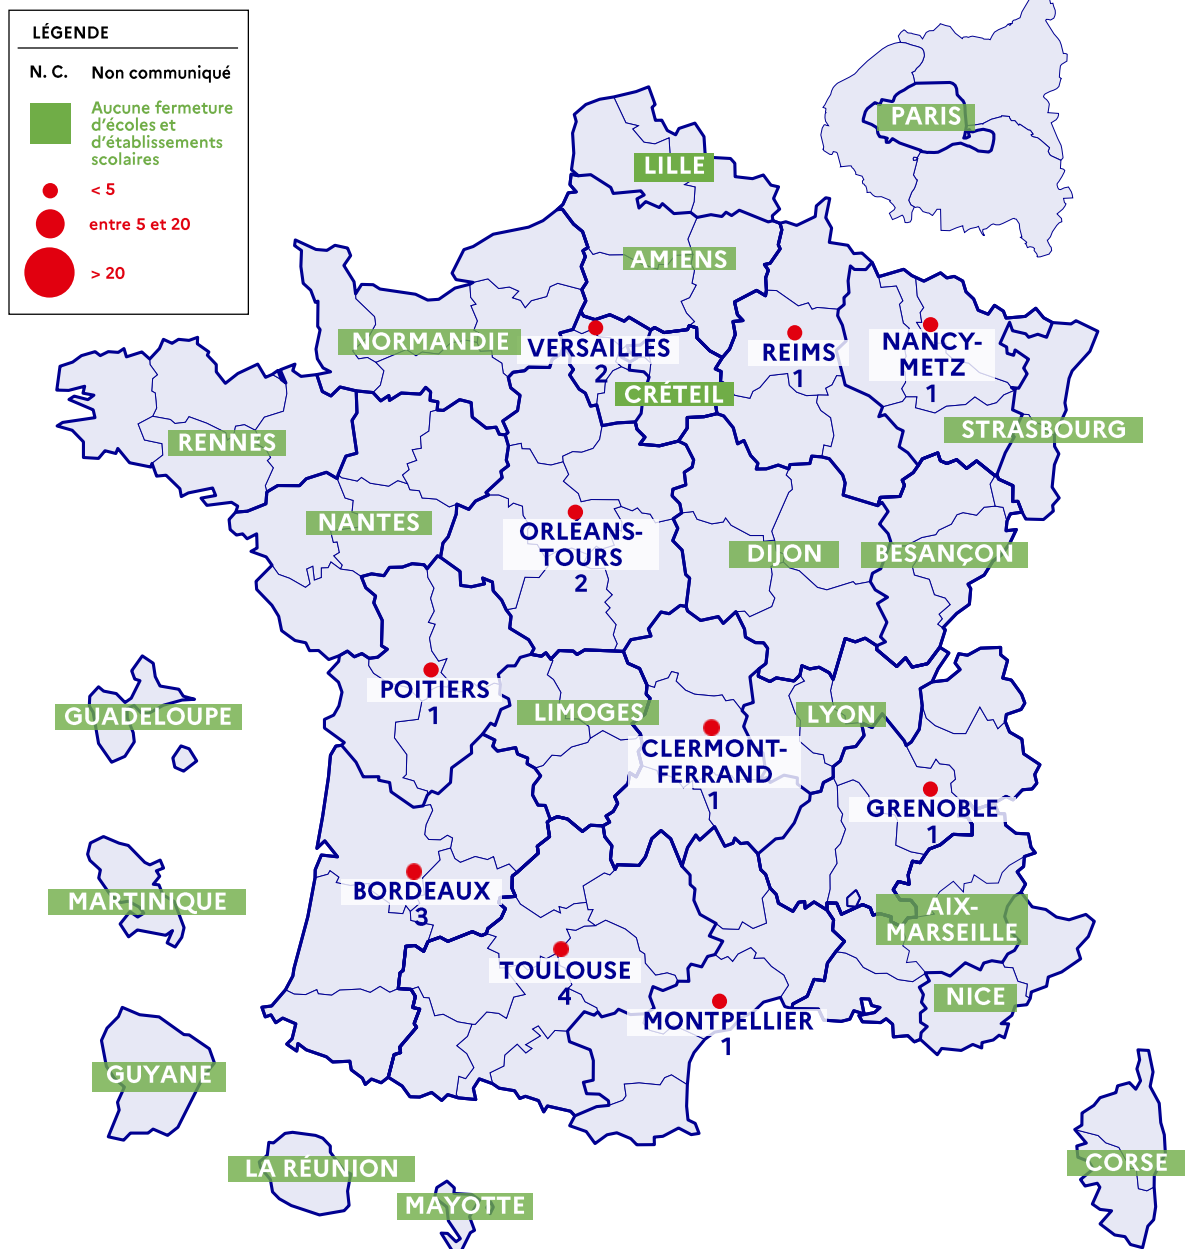 LÉGENDE
N. C. Non communiqué
Aucune fermeture
d'écoles et
d'établissements
scolaires
< 5
entre 5 et 20
> 20
PARIS
LILLE
AMIENS
NORMANDIE
VERSAILLES
2
REIMS
1
NANCY-
METZ
1
CRÉTEIL
STRASBOURG
RENNES
NANTES
ORLÉANS-
TOURS
2
DIJON
BESANÇON
POITIERS
1
GUADELOUPE
LIMOGES
LYON
CLERMONT-
FERRAND
1
GRENOBLE
1
BORDEAUX
3
MARTINIQUE
AIX-
MARSEILLE
TOULOUSE
4
NICE
MONTPELLIER
1
GUYANE
LA RÉUNION
CORSE
MAYOTTE